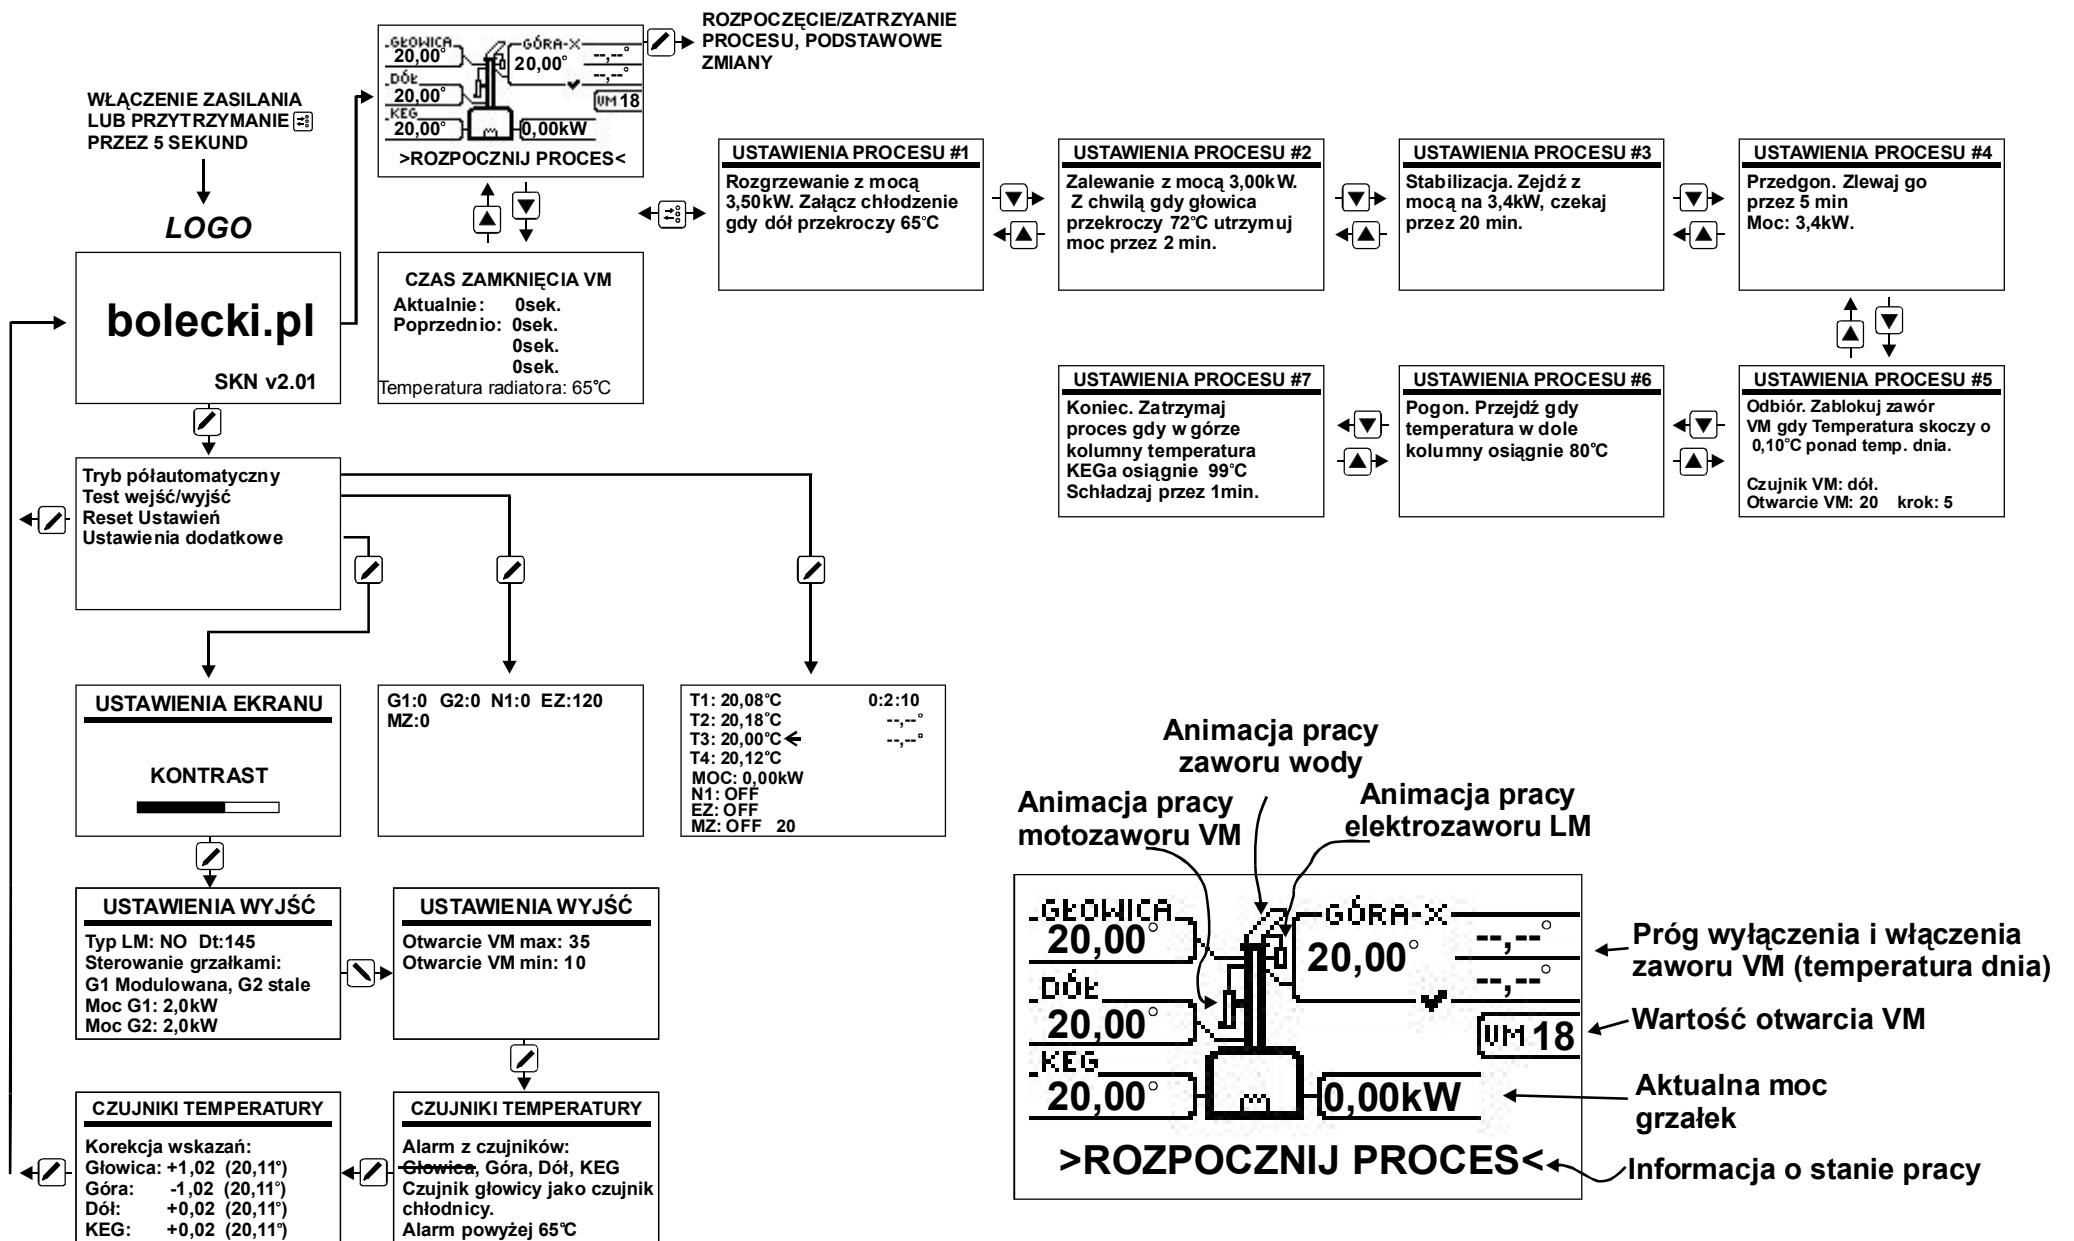 ROZPOCZĘCIE/ZATRZYANIE
PROCESU, PODSTAWOWE
ZMIANY
GŁOWICA
20,00°
GÓRA-X
20,00°
--,--°
--,--°
DÓŁ
20,00°
VM 18
KEG
20,00°
0,00kW
>ROZPOCZNIJ PROCES<
WŁĄCZENIE ZASILANIA
LUB PRZYTRZYMANIE
PRZEZ 5 SEKUND
LOGO
bolecki.pl
SKN v2.01
CZAS ZAMKNIĘCIA VM
Aktualnie: 0sek.
Poprzednio: 0sek.
0sek.
0sek.
Temperatura radiatora: 65°C
USTAWIENIA PROCESU #1
Rozgrzewanie z mocą
3,50kW. Załącz chłodzenie
gdy dół przekroczy 65°C
USTAWIENIA PROCESU #2
Zalewanie z mocą 3,00kW.
Z chwilą gdy głowica
przekroczy 72°C utrzymuj
moc przez 2 min.
USTAWIENIA PROCESU #3
Stabilizacja. Zejdź z
mocą na 3,4kW, czekaj
przez 20 min.
USTAWIENIA PROCESU #4
Przedgon. Zlewaj go
przez 5 min
Moc: 3,4kW.
USTAWIENIA PROCESU #7
Koniec. Zatrzymaj
proces gdy w górze
kolumny temperatura
KEGa osiągnie 99°C
Schładzaj przez 1min.
USTAWIENIA PROCESU #6
Pogon. Przejdź gdy
temperatura w dole
kolumny osiągnie 80°C
USTAWIENIA PROCESU #5
Odbiór. Zablokuj zawór
VM gdy Temperatura skoczy o
0,10°C ponad temp. dnia.
Czujnik VM: dół.
Otwarcie VM: 20 krok: 5
Tryb półautomatyczny
Test wejść/wyjść
Reset Ustawień
Ustawienia dodatkowe
USTAWIENIA EKRANU
KONTRAST
G1:0 G2:0 N1:0 EZ:120
MZ:0
T1: 20,08°C 0:2:10
T2: 20,18°C --,--°
T3: 20,00°C --,--°
T4: 20,12°C
MOC: 0,00kW
N1: OFF
EZ: OFF
MZ: OFF 20
USTAWIENIA WYJŚĆ
Typ LM: NO Dt:145
Sterowanie grzałkami:
G1 Modulowana, G2 stale
Moc G1: 2,0kW
Moc G2: 2,0kW
USTAWIENIA WYJŚĆ
Otwarcie VM max: 35
Otwarcie VM min: 10
CZUJNIKI TEMPERATURY
Korekcja wskazań:
Głowica: +1,02 (20,11°)
Góra: -1,02 (20,11°)
Dół: +0,02 (20,11°)
KEG: +0,02 (20,11°)
CZUJNIKI TEMPERATURY
Alarm z czujników:
Głowica, Góra, Dół, KEG
Czujnik głowicy jako czujnik
chłodnicy.
Alarm powyżej 65°C
Animacja pracy
zaworu wody
Animacja pracy
motozaworu VM
Animacja pracy
elektrozaworu LM
GŁOWICA
20,00°
GÓRA-X
20,00°
--,--°
--,--°
DÓŁ
20,00°
VM 18
KEG
20,00°
0,00kW
>ROZPOCZNIJ PROCES<
Próg wyłączenia i włączenia
zaworu VM (temperatura dnia)
Wartość otwarcia VM
Aktualna moc
grzałek
Informacja o stanie pracy